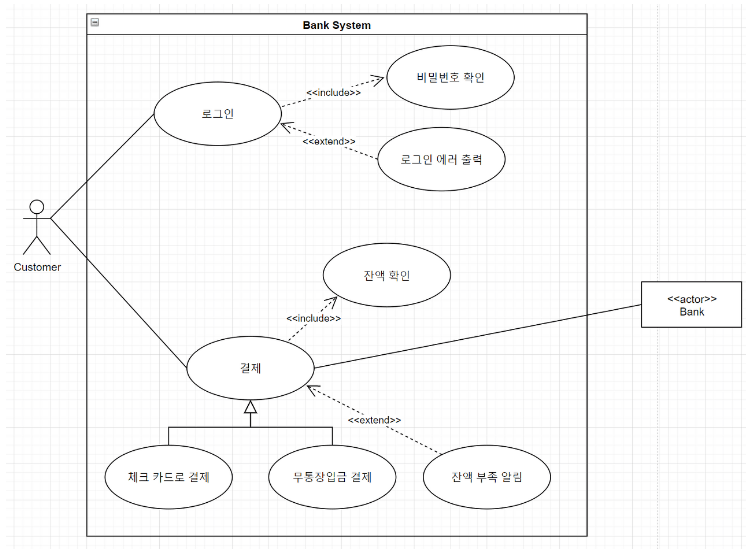 Bank System
비밀번호 확인
<<include>>
로그인
<<extend>>
로그인 에러 출력
Customer
잔액 확인
<<actor>>
Bank
<<include>>
결제
<<extend>>
체크 카드로 결제
무통장입금 결제
잔액 부족 알림